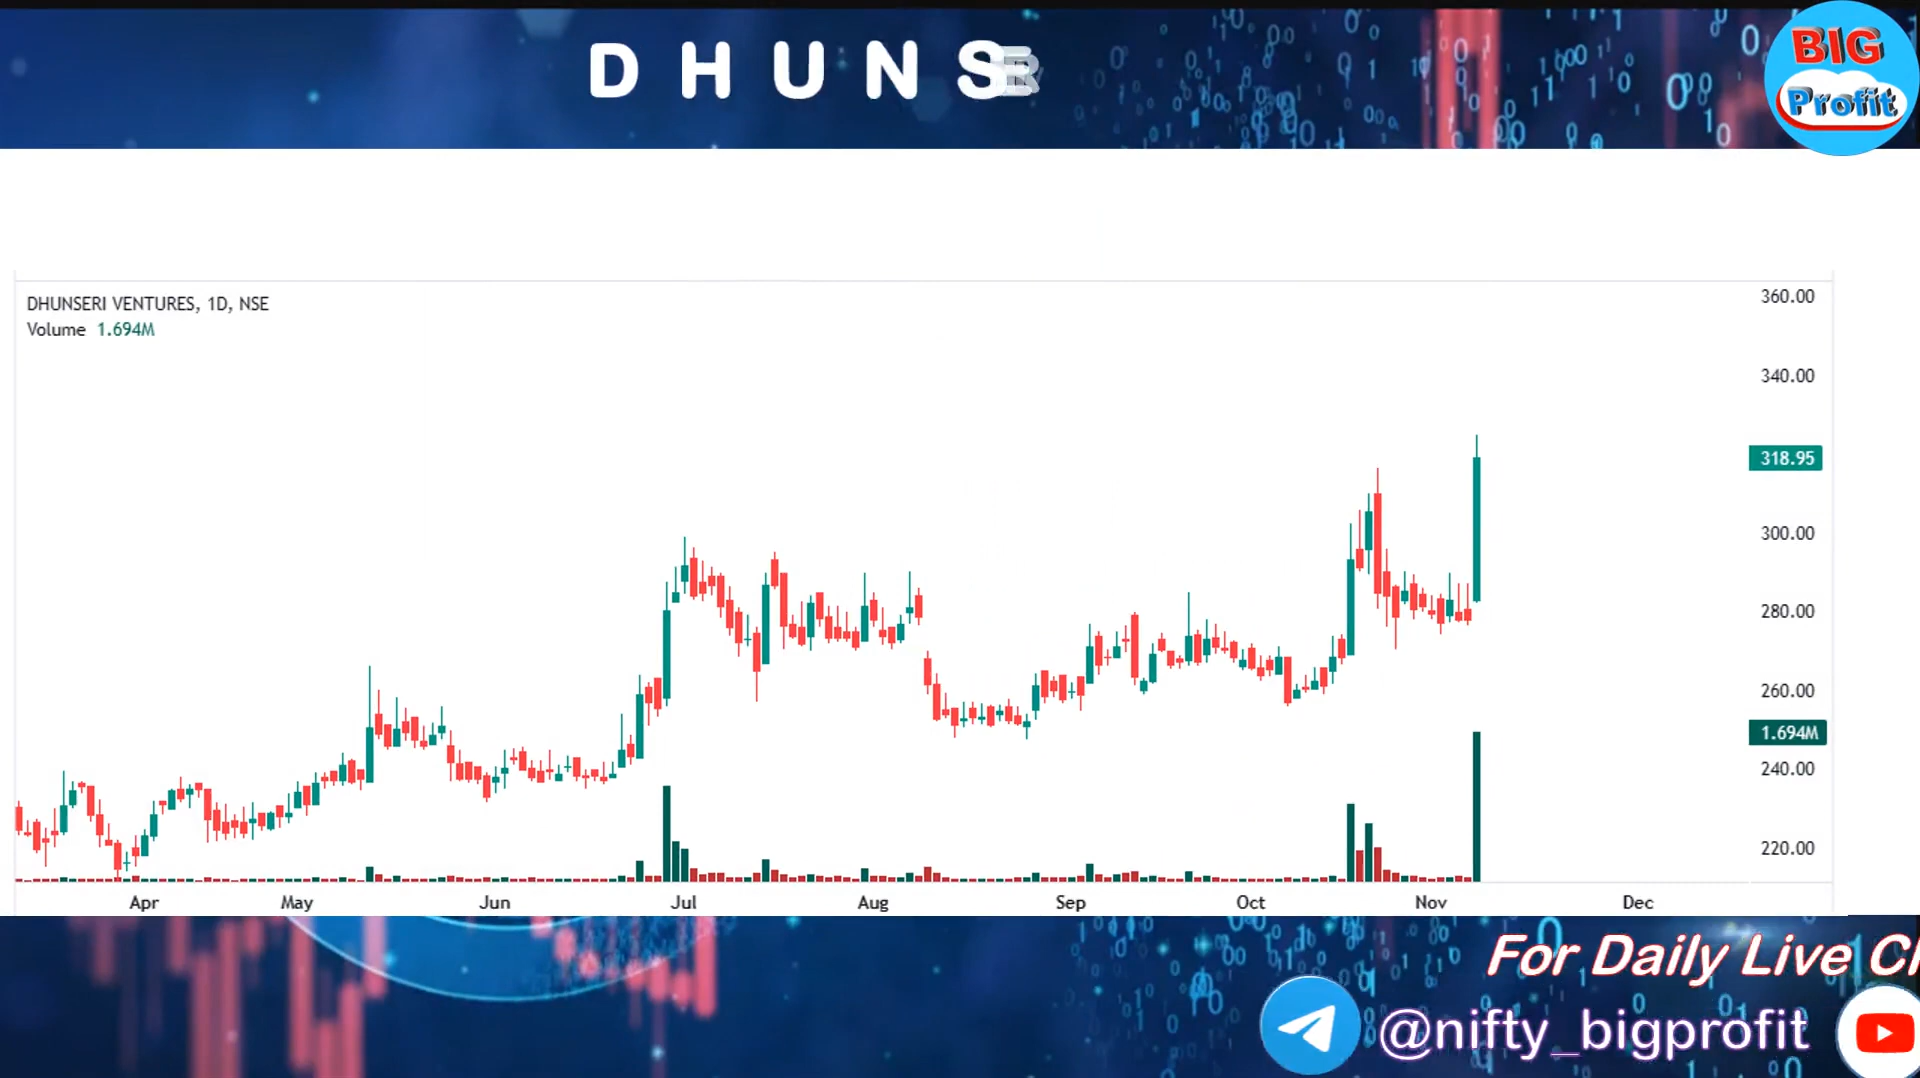 D H U N S
BIG
Profit
DHUNSERI VENTURES, 1D, NSE
Volume 1.694M
360.00
340.00
318.95
300.00
280.00
260.00
1.694M
240.00
220.00
Apr May Jun Jul Aug Sep Oct Nov Dec
For Daily Live C
@nifty_bigprofit